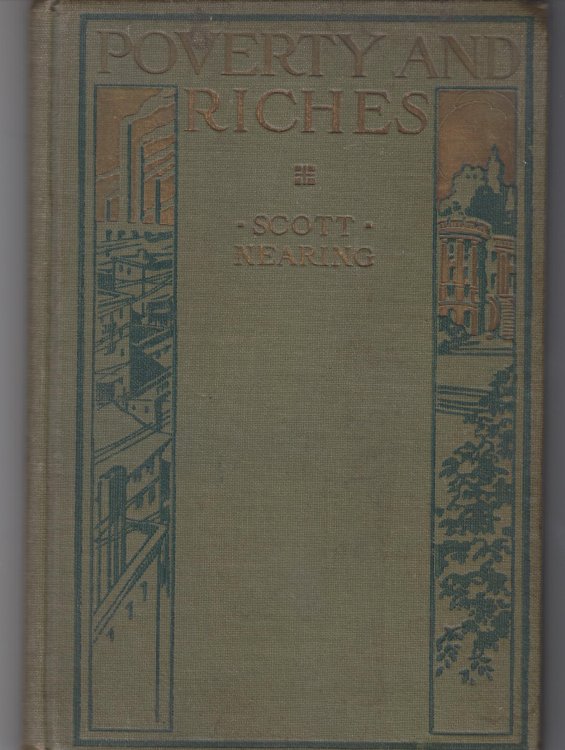 POVERTY AND
RICHES
· SCOTT ·
NEARING